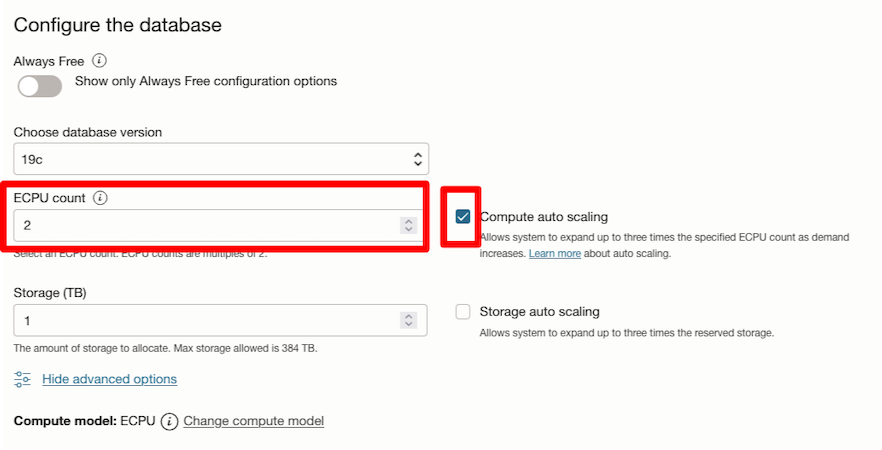 Configure the database
Always Free
Show only Always Free configuration options
Choose database version
19c
ECPU count
2
Select an ECPU count. ECPU counts are multiples of 2.
Compute auto scaling
Allows system to expand up to three times the specified ECPU count as demand
increases. Learn more about auto scaling.
Storage (TB)
1
The amount of storage to allocate. Max storage allowed is 384 TB.
Storage auto scaling
Allows system to expand up to three times the reserved storage.
Hide advanced options
Compute model: ECPU Change compute model